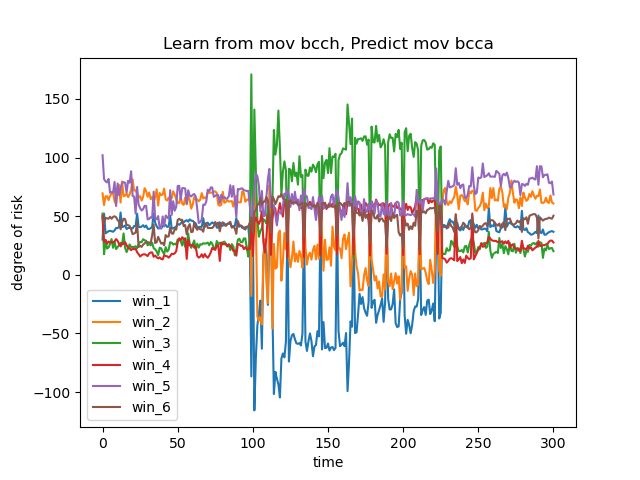 Learn from mov bcch, Predict mov bcca
degree of risk
150
100
50
0
−50
−100
win_1
win_2
win_3
win_4
win_5
win_6
0
50
100
150
200
250
300
time